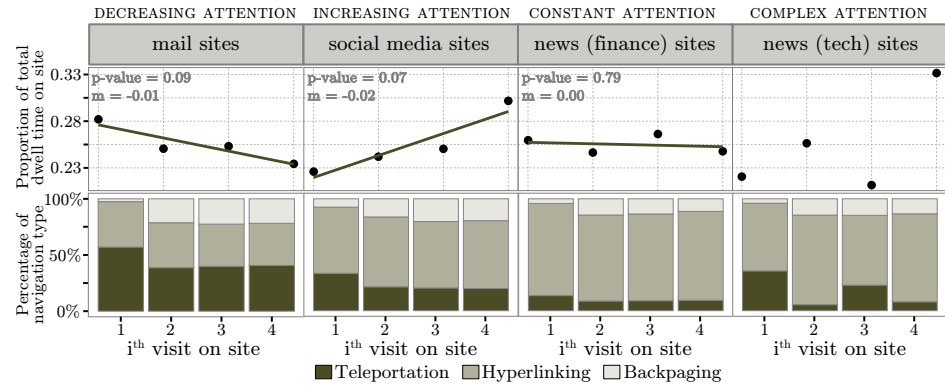 DECREASING ATTENTION INCREASING ATTENTION CONSTANT ATTENTION COMPLEX ATTENTION
mail sites social media sites news (finance) sites news (tech) sites
Proportion of total
dwell time on site
0.33
0.28
0.23
p-value = 0.09
m = -0.01
p-value = 0.07
m = -0.02
p-value = 0.79
m = 0.00
Percentage of
navigation type
100%
50%
0%
1 2 3 4 1 2 3 4 1 2 3 4 1 2 3 4
iᵗʰ visit on site iᵗʰ visit on site iᵗʰ visit on site iᵗʰ visit on site
Teleportation Hyperlinking Backpaging